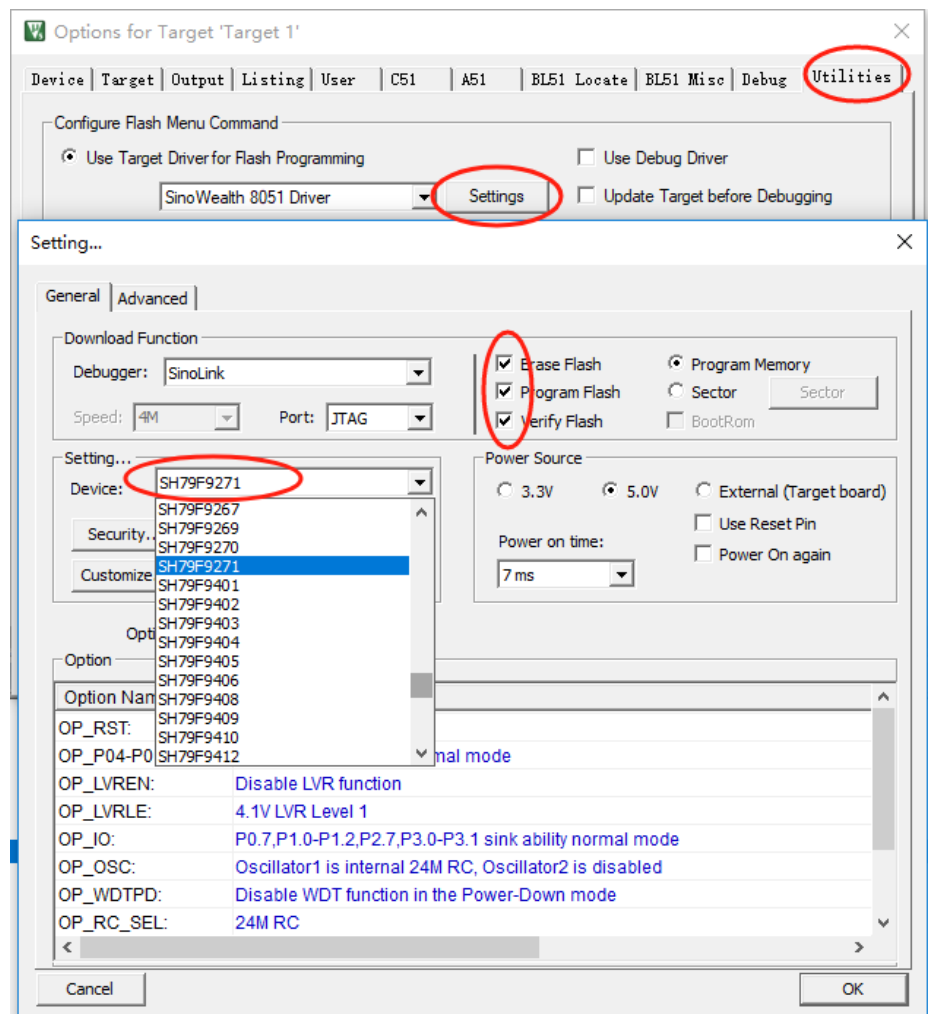 Options for Target 'Target 1'
Device Target Output Listing User C51 A51 BL51 Locate BL51 Misc Debug Utilities
Configure Flash Menu Command
Use Target Driver for Flash Programming Use Debug Driver
SinoWealth 8051 Driver Settings Update Target before Debugging
Setting...
General Advanced
Download Function
Debugger: SinoLink Erase Flash Program Memory
Program Flash Sector Sector
Speed: 4M Port: JTAG Verify Flash BootRom
Setting... Power Source
Device: SH79F9271 3.3V 5.0V External (Target board)
SH79F9267
Security.. SH79F9269 Use Reset Pin
SH79F9270 Power on time: Power On again
SH79F9271
Customize SH79F9401 7 ms
SH79F9402
SH79F9403
Opti SH79F9404
SH79F9405
Option SH79F9406
Option Nam SH79F9408
OP_RST: SH79F9409
SH79F9410
OP_P04-P0 SH79F9412 mal mode
OP_LVREN: Disable LVR function
OP_LVRLE: 4.1V LVR Level 1
OP_IO: P0.7,P1.0-P1.2,P2.7,P3.0-P3.1 sink ability normal mode
OP_OSC: Oscillator1 is internal 24M RC, Oscillator2 is disabled
OP_WDTPD: Disable WDT function in the Power-Down mode
OP_RC_SEL: 24M RC
Cancel OK